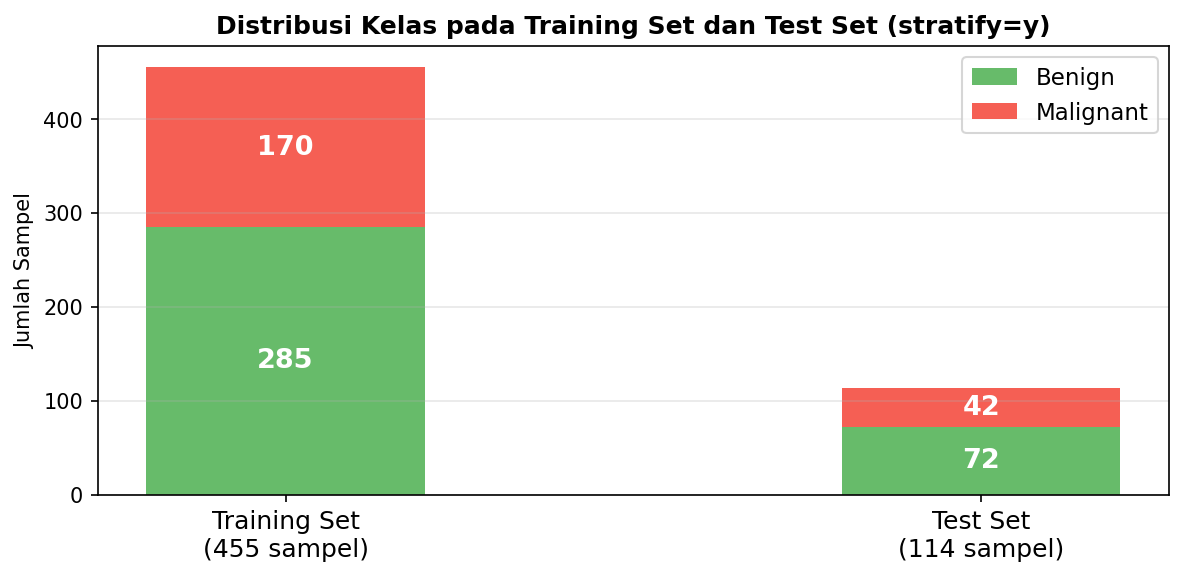 Distribusi Kelas pada Training Set dan Test Set (stratify=y)
Benign
Malignant
Jumlah Sampel
400
300
200
100
0
170
285
42
72
Training Set
(455 sampel)
Test Set
(114 sampel)